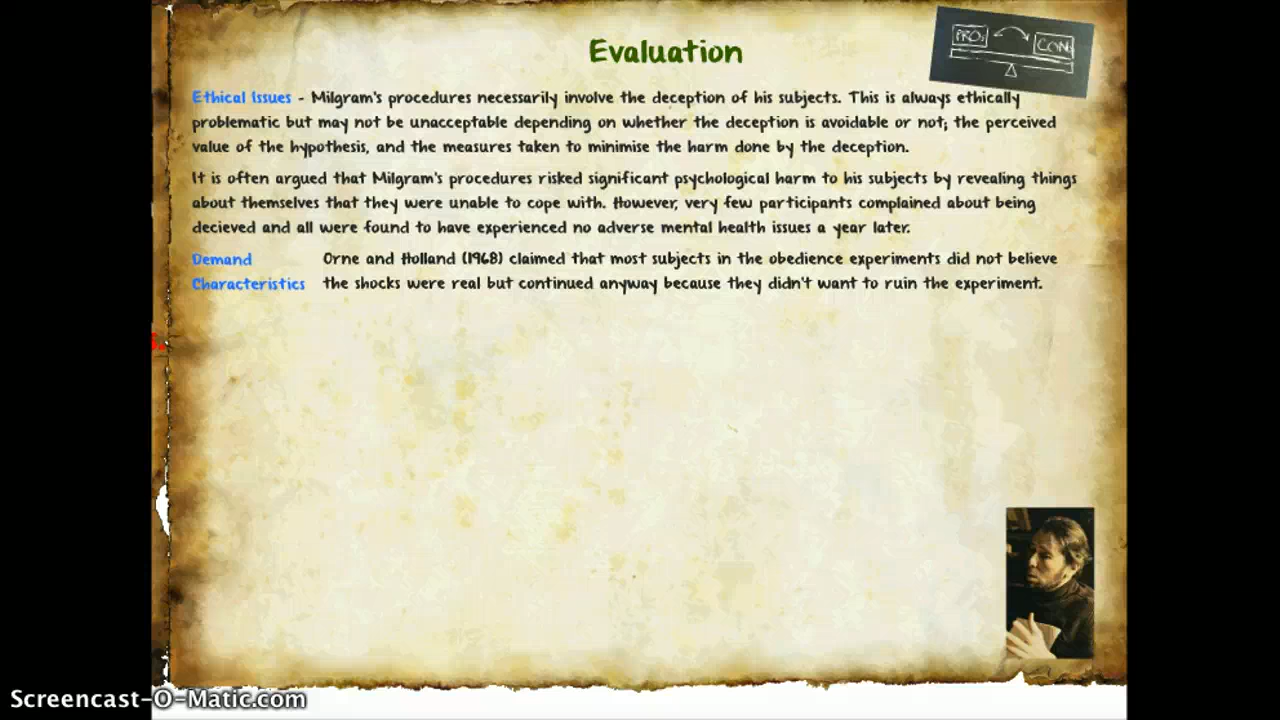 Evaluation
PROs CONs
Ethical Issues - Milgram's procedures necessarily involve the deception of his subjects. This is always ethically
problematic but may not be unacceptable depending on whether the deception is avoidable or not; the perceived
value of the hypothesis, and the measures taken to minimise the harm done by the deception.
It is often argued that Milgram's procedures risked significant psychological harm to his subjects by revealing things
about themselves that they were unable to cope with. However, very few participants complained about being
decieved and all were found to have experienced no adverse mental health issues a year later.
Demand Orne and Holland (1968) claimed that most subjects in the obedience experiments did not believe
Characteristics the shocks were real but continued anyway because they didn't want to ruin the experiment.
Screencast-O-Matic.com